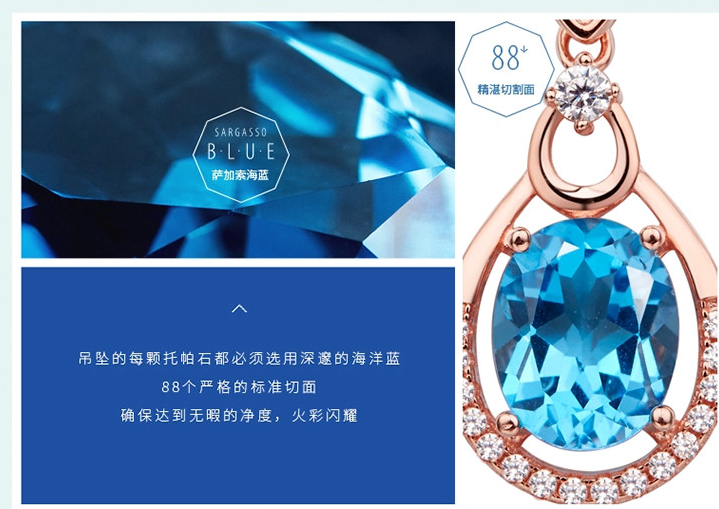 SARGASSO
B·L·U·E
萨加索海蓝
88
精湛切割面
吊坠的每颗托帕石都必须选用深邃的海洋蓝
88个严格的标准切面
确保达到无暇的净度，火彩闪耀